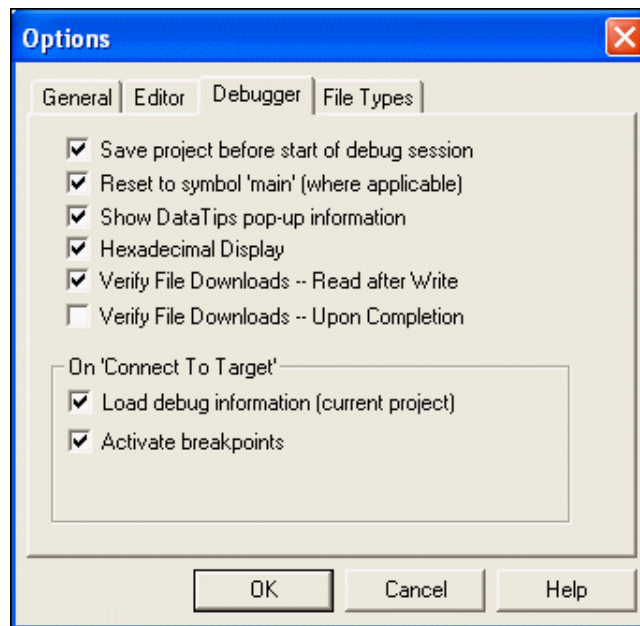 Options
General Editor Debugger File Types
Save project before start of debug session
Reset to symbol 'main' (where applicable)
Show DataTips pop-up information
Hexadecimal Display
Verify File Downloads -- Read after Write
Verify File Downloads -- Upon Completion
On 'Connect To Target'
Load debug information (current project)
Activate breakpoints
OK Cancel Help